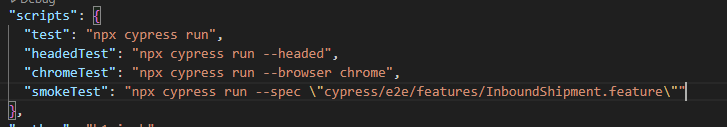 Debug
"scripts": {
"test": "npx cypress run",
"headedTest": "npx cypress run --headed",
"chromeTest": "npx cypress run --browser chrome",
"smokeTest": "npx cypress run --spec \"cypress/e2e/features/InboundShipment.feature\""
},